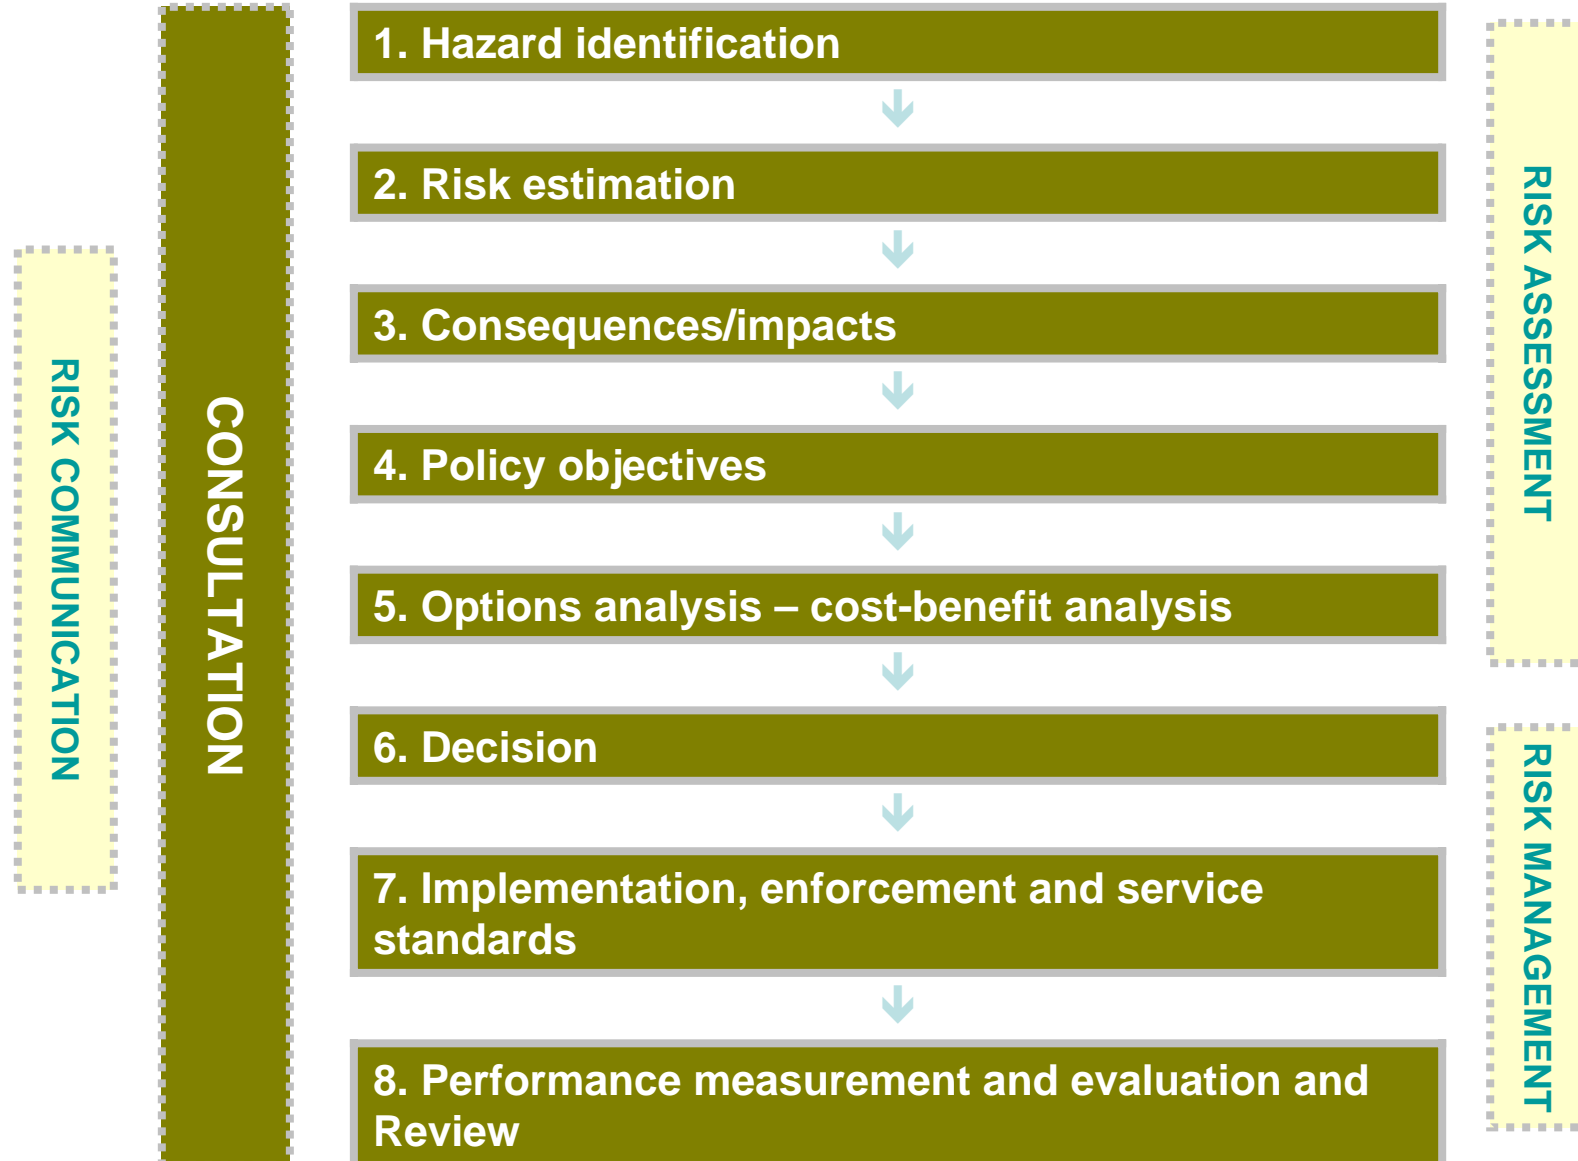 RISK COMMUNICATION
CONSULTATION
1. Hazard identification
2. Risk estimation
3. Consequences/impacts
4. Policy objectives
5. Options analysis – cost-benefit analysis
6. Decision
7. Implementation, enforcement and service
standards
8. Performance measurement and evaluation and
Review
RISK ASSESSMENT
RISK MANAGEMENT